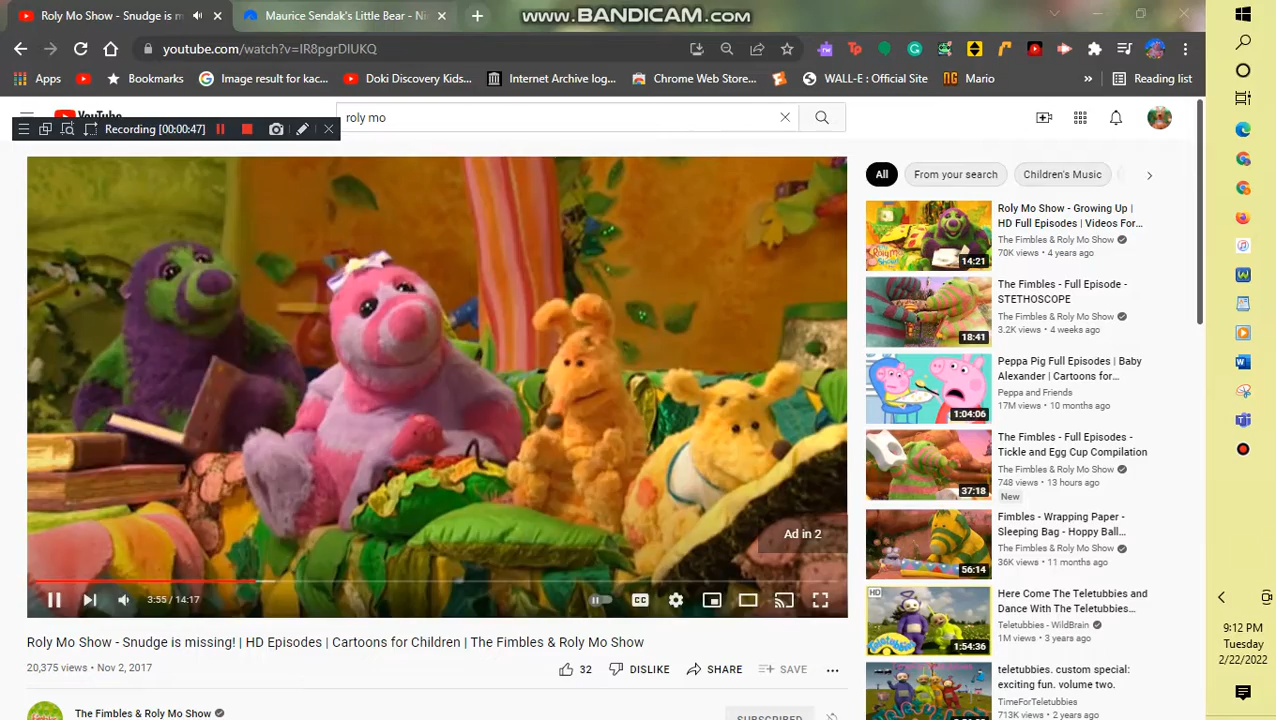 Roly Mo Show - Snudge is m
Maurice Sendak's Little Bear - Ni
www.BANDICAM.com
youtube.com/watch?v=IR8pgrDIUKQ
Apps
Bookmarks
Image result for kac...
Doki Discovery Kids...
Internet Archive log...
Chrome Web Store...
WALL-E : Official Site
NG Mario
»
Reading list
YouTube
roly mo
Recording [00:00:47]
Ad in 2
3:55 / 14:17
CC
Roly Mo Show - Snudge is missing! | HD Episodes | Cartoons for Children | The Fimbles & Roly Mo Show
20,375 views • Nov 2, 2017
32
DISLIKE
SHARE
SAVE
The Fimbles & Roly Mo Show
SUBSCRIBED
All
From your search
Children's Music
Roly Mo Show - Growing Up |
HD Full Episodes | Videos For...
The Fimbles & Roly Mo Show
70K views • 4 years ago
14:21
The Fimbles - Full Episode -
STETHOSCOPE
The Fimbles & Roly Mo Show
3.2K views • 4 weeks ago
18:41
Peppa Pig Full Episodes | Baby
Alexander | Cartoons for...
Peppa and Friends
17M views • 10 months ago
1:04:06
The Fimbles - Full Episodes -
Tickle and Egg Cup Compilation
The Fimbles & Roly Mo Show
748 views • 13 hours ago
New
37:18
Fimbles - Wrapping Paper -
Sleeping Bag - Hoppy Ball...
The Fimbles & Roly Mo Show
36K views • 11 months ago
56:14
Here Come The Teletubbies and
Dance With The Teletubbies...
Teletubbies - WildBrain
1M views • 3 years ago
HD
Teletubbies
1:54:36
teletubbies. custom special:
exciting fun. volume two.
TimeForTeletubbies
713K views • 2 years ago
9:12 PM
Tuesday
2/22/2022